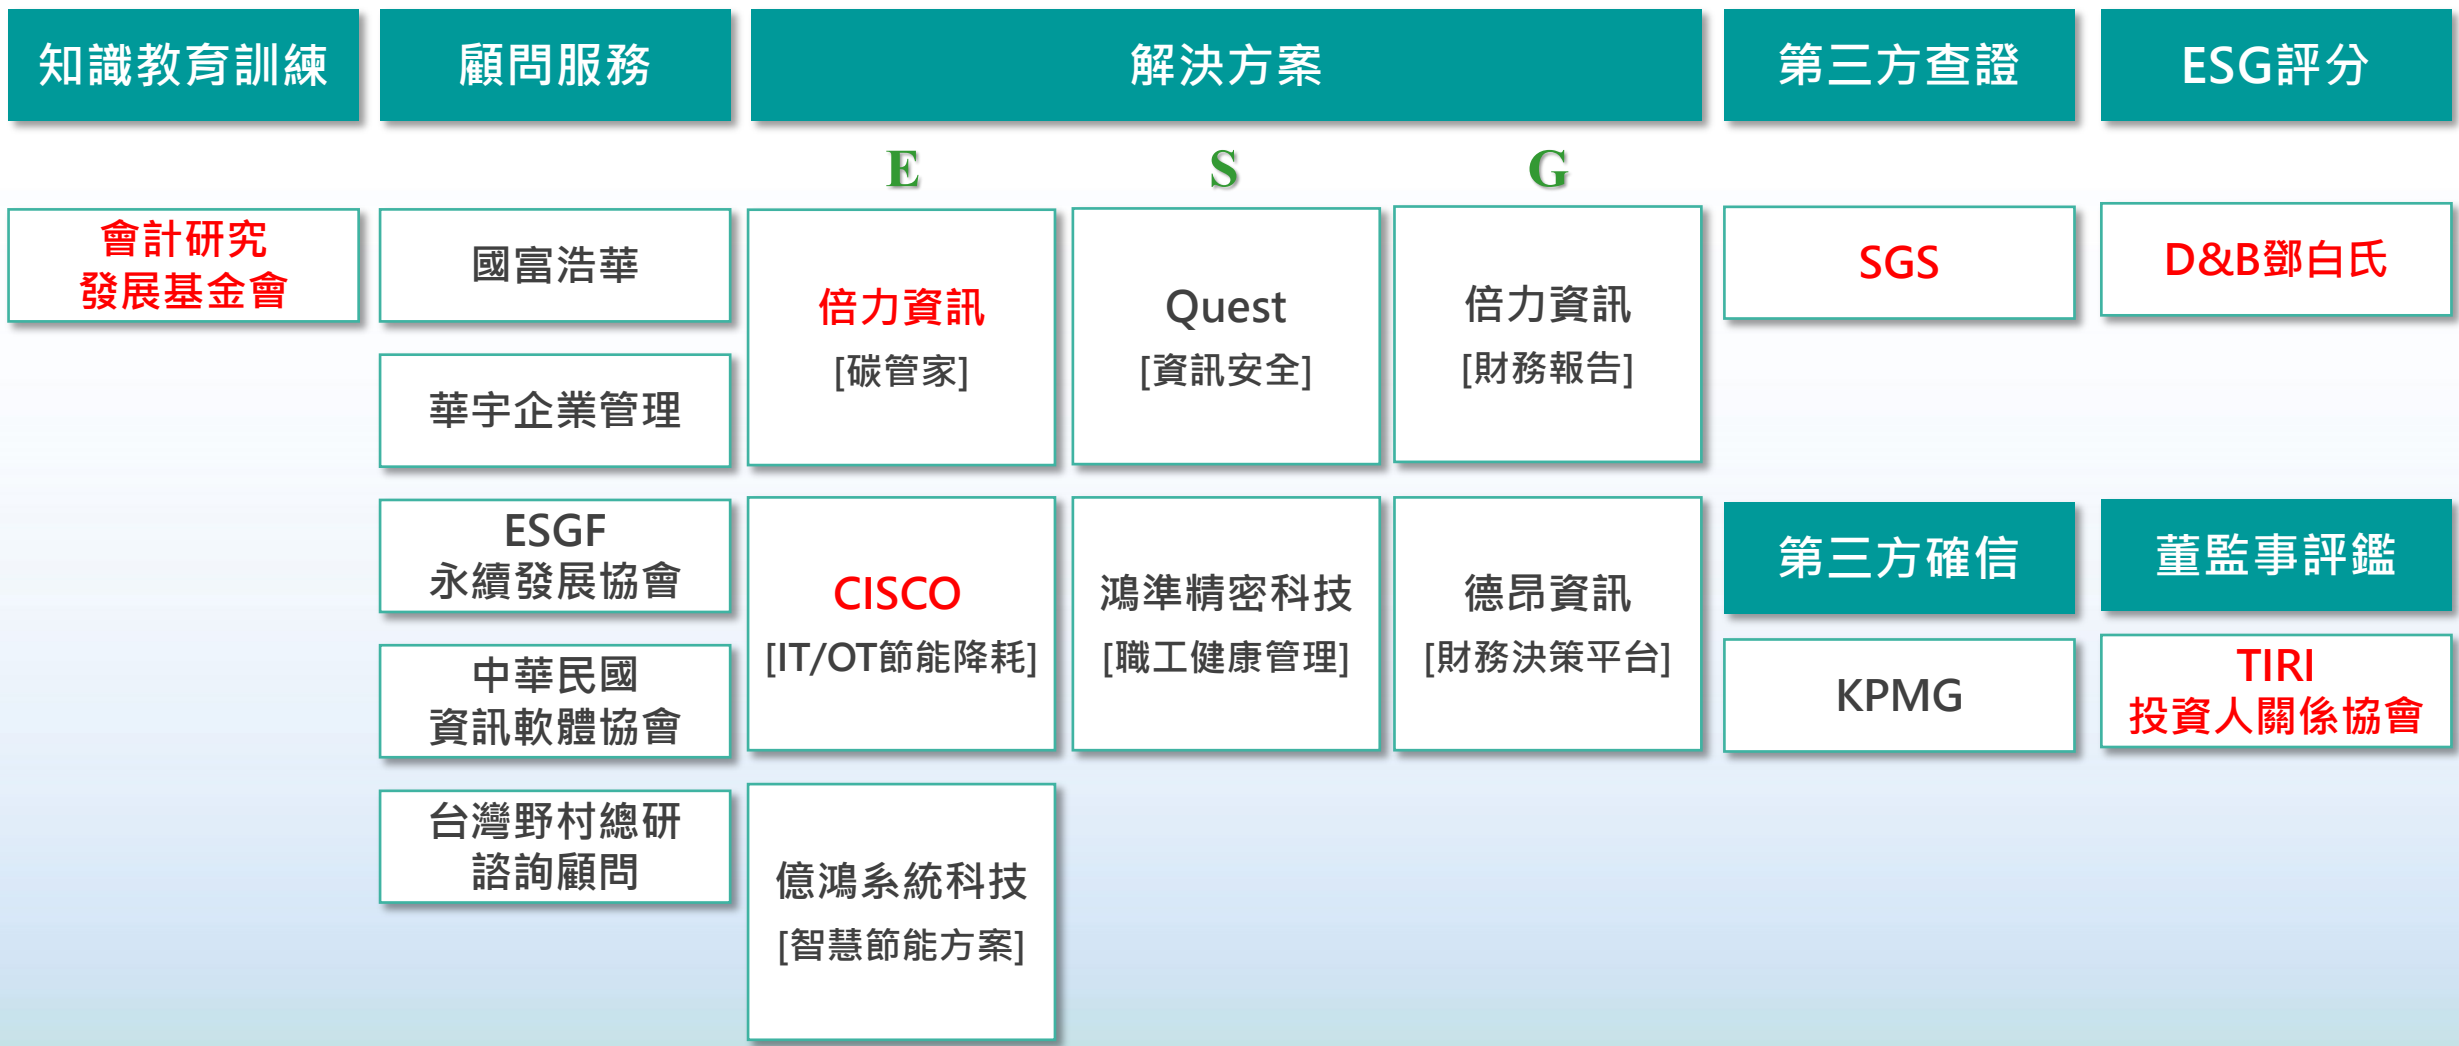 知識教育訓練
顧問服務
解決方案
第三方查證
ESG評分
E
S
G
會計研究
發展基金會
國富浩華
華宇企業管理
ESGF
永續發展協會
中華民國
資訊軟體協會
台灣野村總研
諮詢顧問
倍力資訊
[碳管家]
CISCO
[IT/OT節能降耗]
億鴻系統科技
[智慧節能方案]
Quest
[資訊安全]
鴻準精密科技
[職工健康管理]
倍力資訊
[財務報告]
德昂資訊
[財務決策平台]
SGS
第三方確信
KPMG
D&B鄧白氏
董監事評鑑
TIRI
投資人關係協會